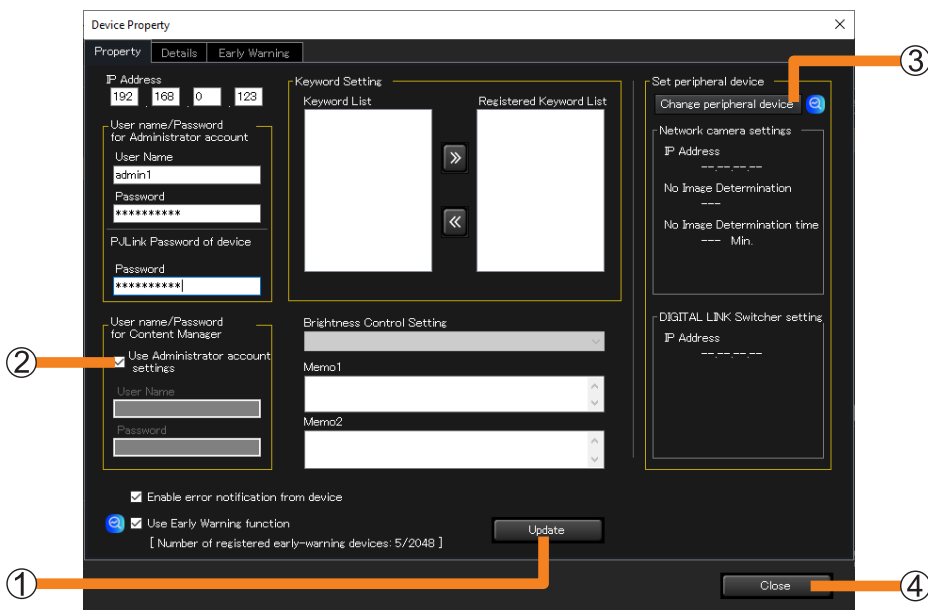 Device Property
Property Details Early Warning
IP Address
192 . 168 . 0 . 123
User name/Password
for Administrator account
User Name
admin1
Password
**********
PJLink Password of device
Password
**********
User name/Password
for Content Manager
Use Administrator account
settings
User Name
Password
Keyword Setting
Keyword List
Registered Keyword List
Brightness Control Setting
Memo1
Memo2
Set peripheral device
Change peripheral device
Network camera settings
IP Address
--.--.--.--
No Image Determination
---
No Image Determination time
--- Min.
DIGITAL LINK Switcher setting
IP Address
--.--.--.--
Enable error notification from device
Use Early Warning function
[ Number of registered early-warning devices: 5/2048 ]
Update
Close
①
②
③
④